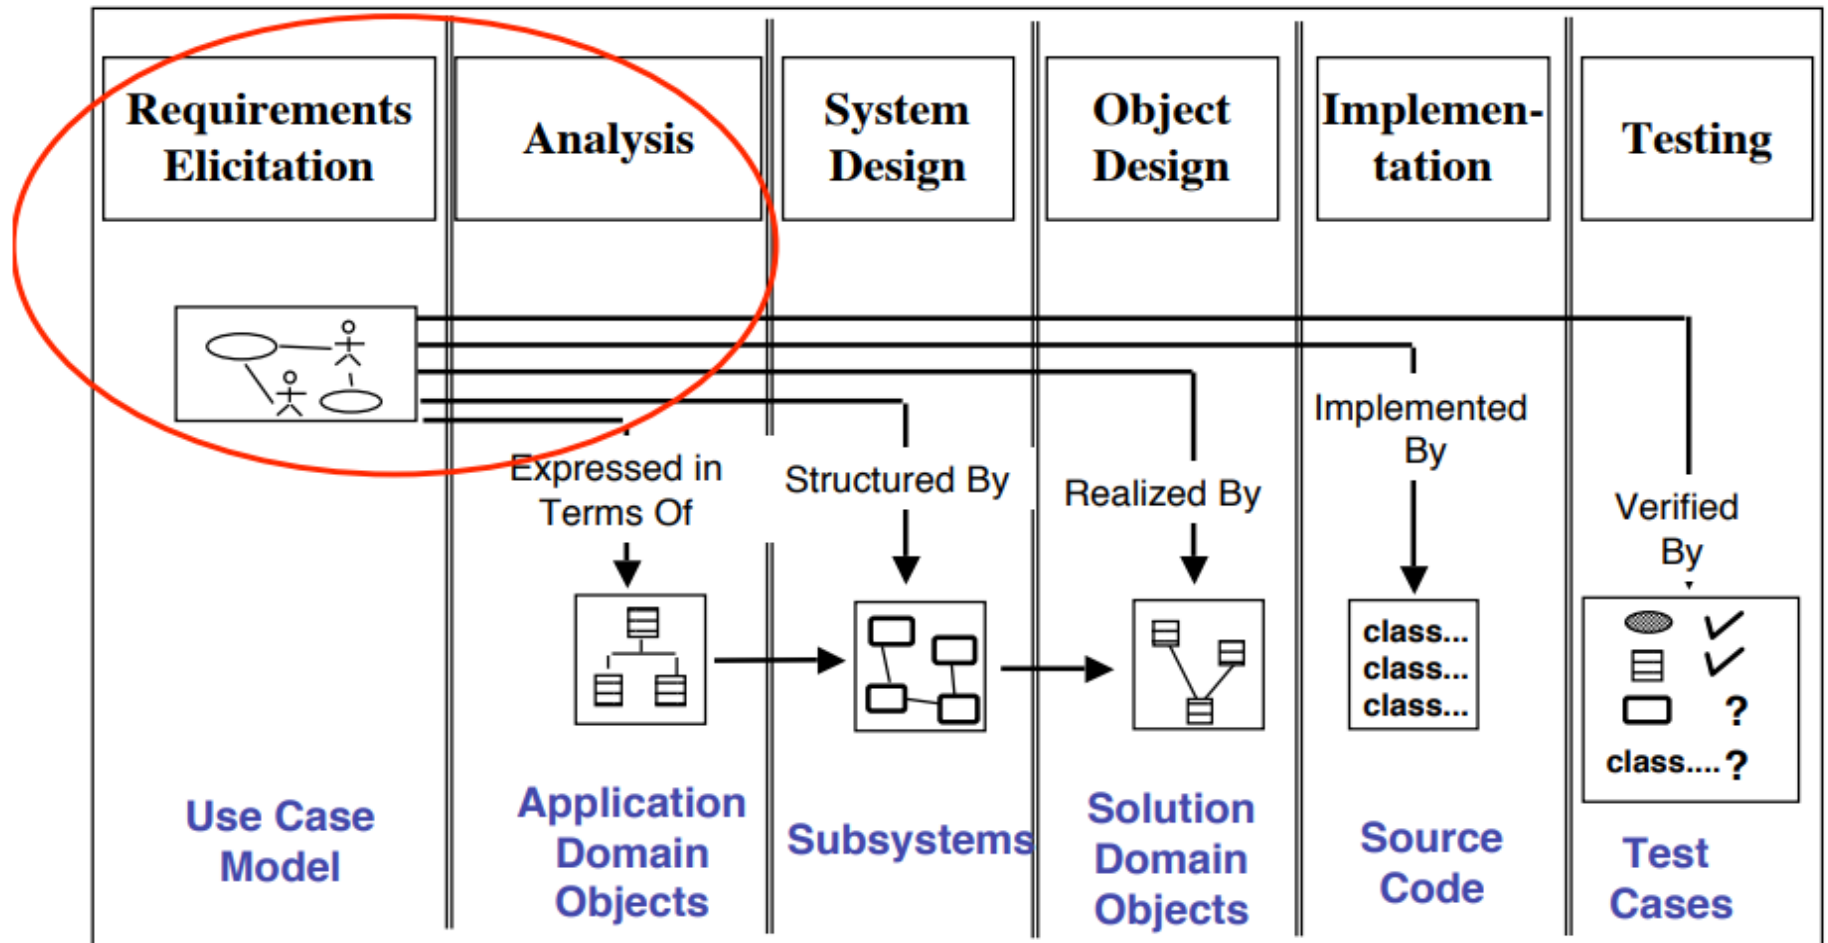 Requirements
Elicitation
Analysis
System
Design
Object
Design
Implemen-
tation
Testing
Expressed in
Terms Of
Structured By
Realized By
Implemented
By
Verified
By
class...
class...
class...
?
class....?
Use Case
Model
Application
Domain
Objects
Subsystems
Solution
Domain
Objects
Source
Code
Test
Cases